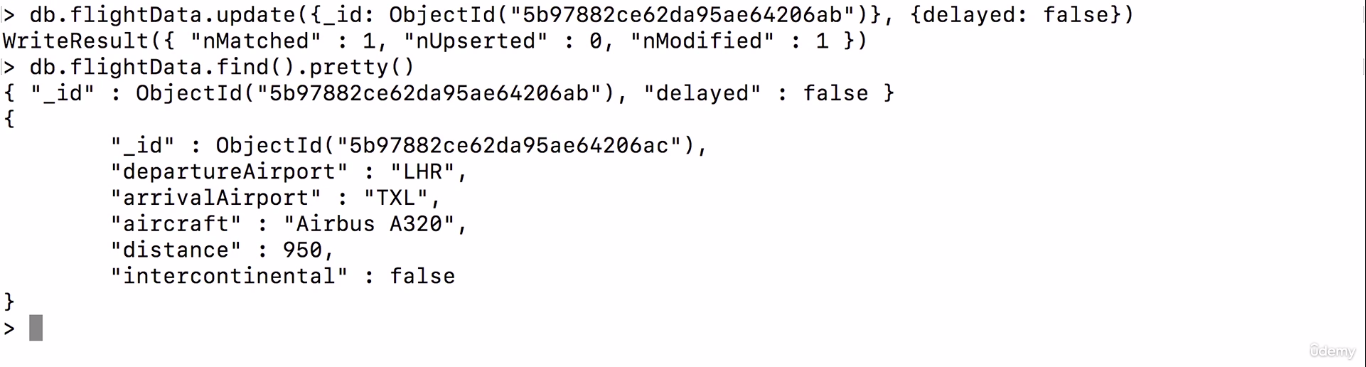 > db.flightData.update({_id: ObjectId("5b97882ce62da95ae64206ab")}, {delayed: false})
WriteResult({ "nMatched" : 1, "nUpserted" : 0, "nModified" : 1 })
> db.flightData.find().pretty()
{ "_id" : ObjectId("5b97882ce62da95ae64206ab"), "delayed" : false }
{
        "_id" : ObjectId("5b97882ce62da95ae64206ac"),
        "departureAirport" : "LHR",
        "arrivalAirport" : "TXL",
        "aircraft" : "Airbus A320",
        "distance" : 950,
        "intercontinental" : false
}
>
ûdemy